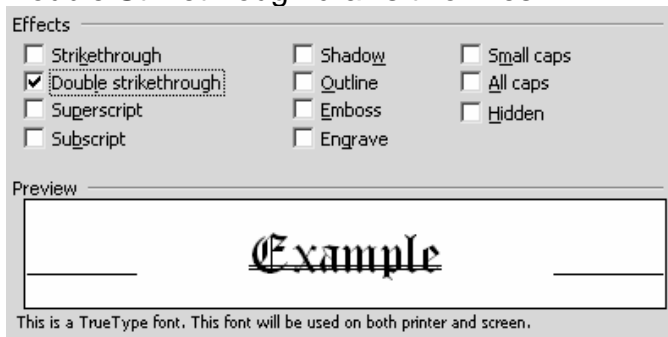 Effects
Strikethrough Shadow Small caps
Double strikethrough Outline All caps
Superscript Emboss Hidden
Subscript Engrave
Preview
Example
This is a TrueType font. This font will be used on both printer and screen.